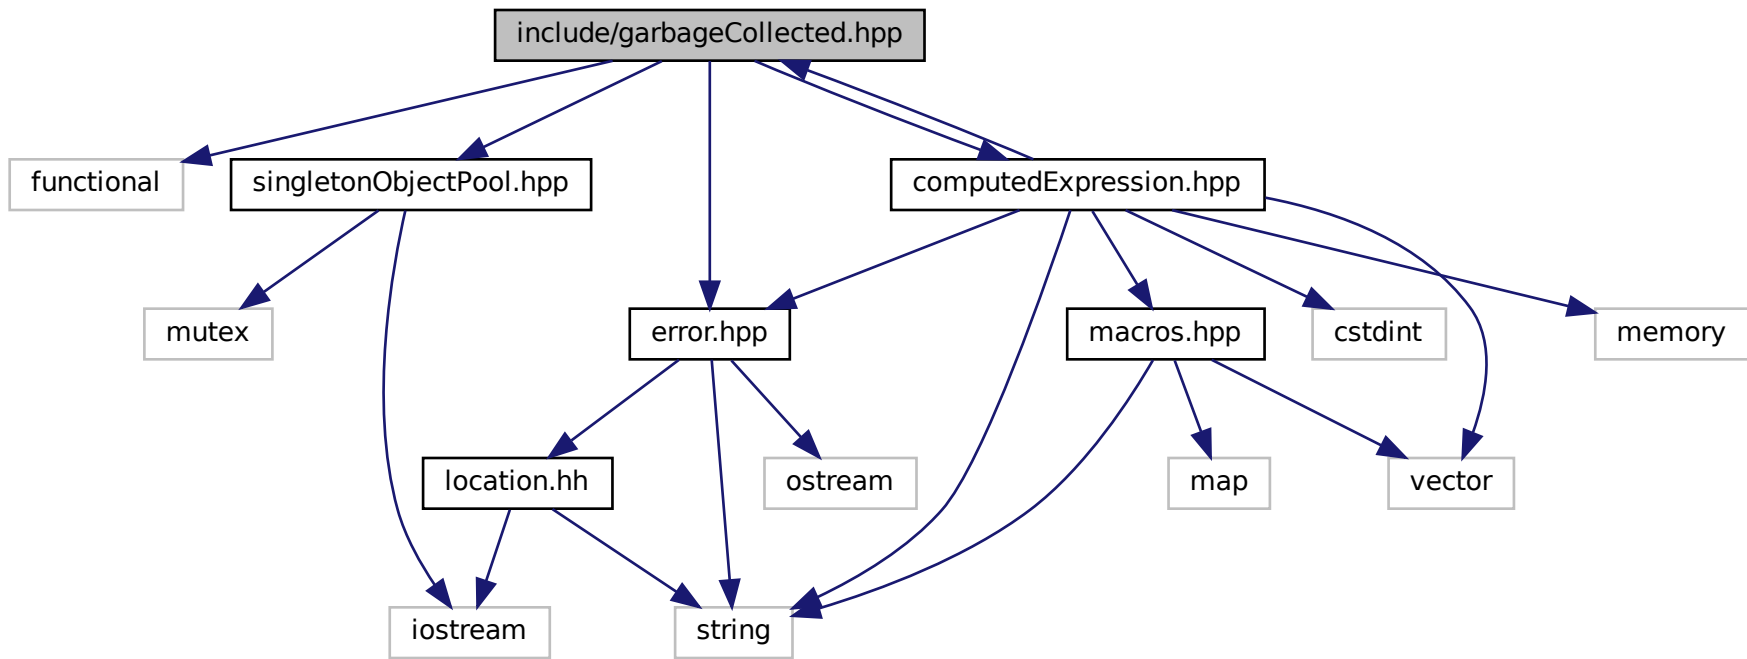 include/garbageCollected.hpp
functional
singletonObjectPool.hpp
computedExpression.hpp
mutex
error.hpp
macros.hpp
cstdint
memory
location.hh
ostream
map
vector
iostream
string